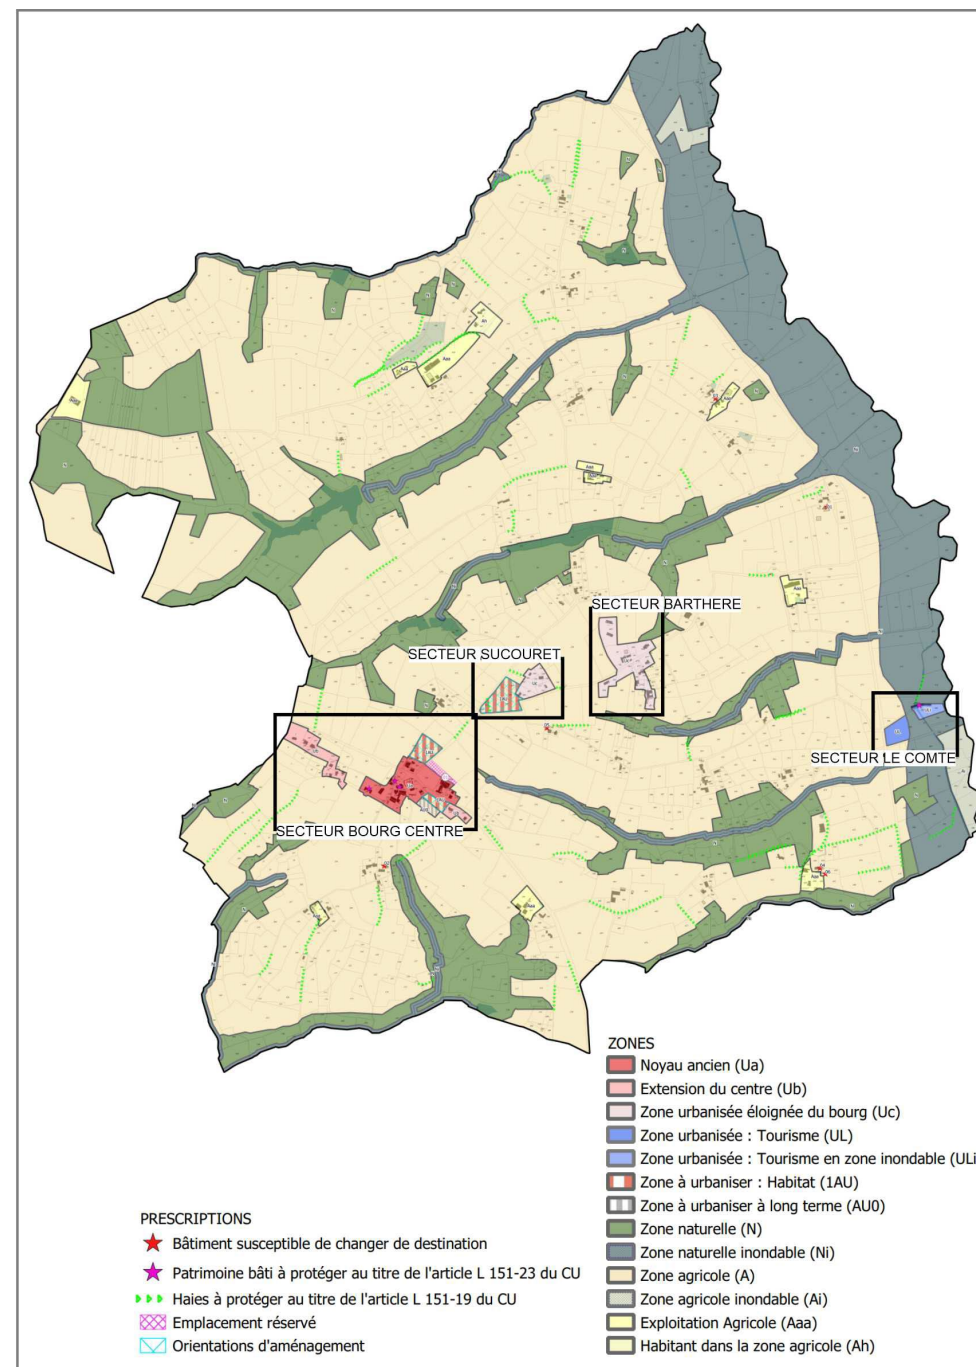 SECTEUR BARTHERE
SECTEUR SUCOURET
SECTEUR LE COMTE
SECTEUR BOURG CENTRE
ZONES
Noyau ancien (Ua)
Extension du centre (Ub)
Zone urbanisée éloignée du bourg (Uc)
Zone urbanisée : Tourisme (UL)
Zone urbanisée : Tourisme en zone inondable (ULi
Zone à urbaniser : Habitat (1AU)
Zone à urbaniser à long terme (AU0)
Zone naturelle (N)
Zone naturelle inondable (Ni)
Zone agricole (A)
Zone agricole inondable (Ai)
Exploitation Agricole (Aaa)
Habitant dans la zone agricole (Ah)
PRESCRIPTIONS
Bâtiment susceptible de changer de destination
Patrimoine bâti à protéger au titre de l'article L 151-23 du CU
Haies à protéger au titre de l'article L 151-19 du CU
Emplacement réservé
Orientations d'aménagement